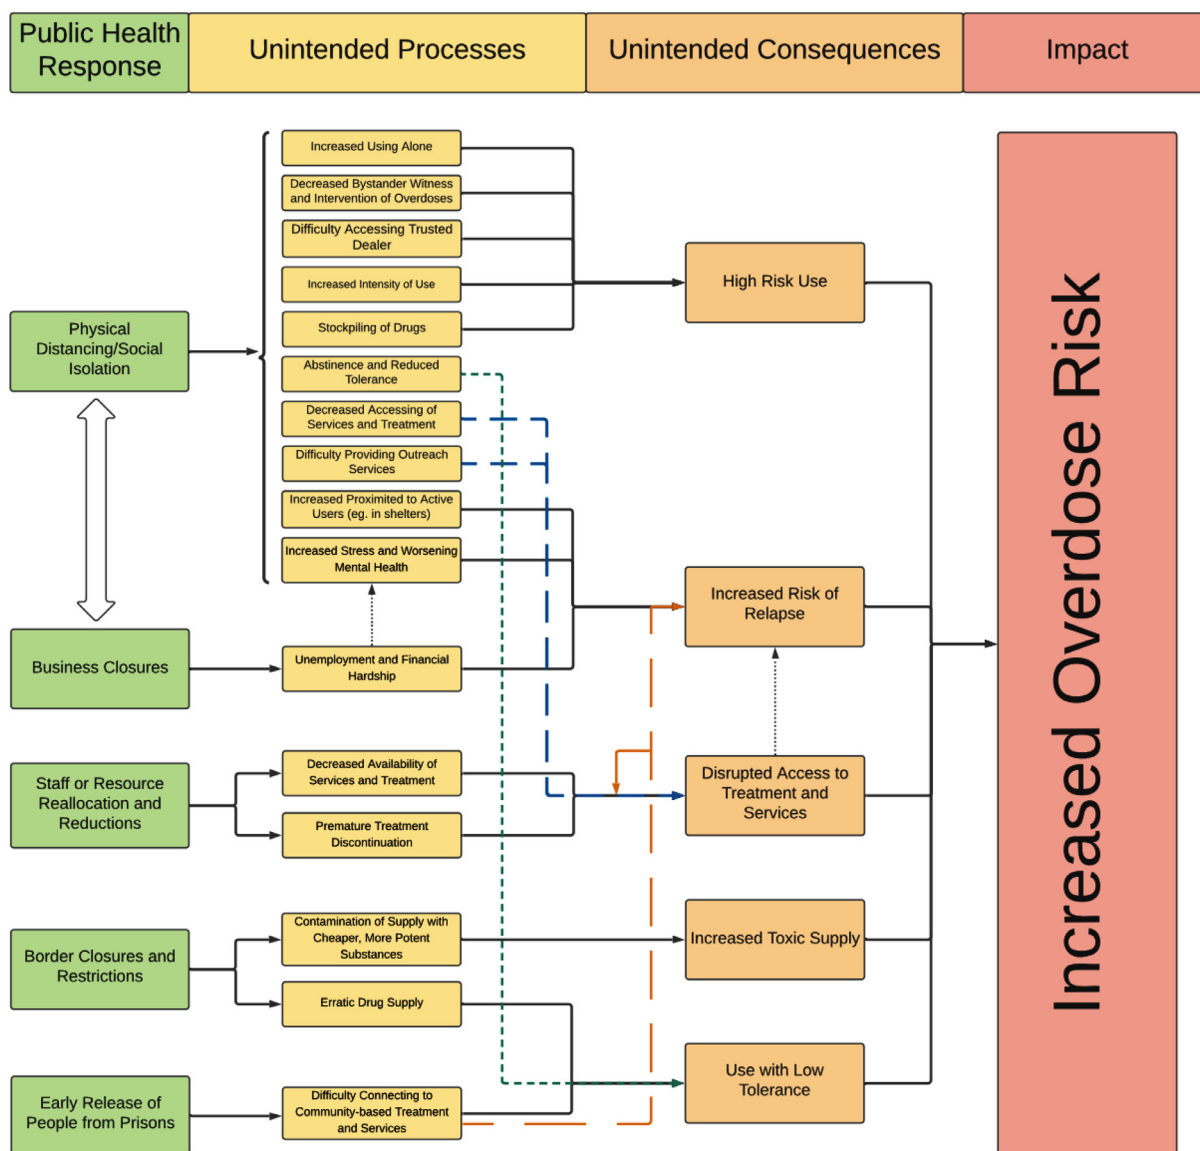 Public Health
Response
Unintended Processes
Unintended Consequences
Impact
Physical
Distancing/Social
Isolation
Business Closures
Staff or Resource
Reallocation and
Reductions
Border Closures and
Restrictions
Early Release of
People from Prisons
Increased Using Alone
Decreased Bystander Witness
and Intervention of Overdoses
Difficulty Accessing Trusted
Dealer
Increased Intensity of Use
Stockpiling of Drugs
Abstinence and Reduced
Tolerance
Decreased Accessing of
Services and Treatment
Difficulty Providing Outreach
Services
Increased Proximited to Active
Users (eg. in shelters)
Increased Stress and Worsening
Mental Health
Unemployment and Financial
Hardship
Decreased Availability of
Services and Treatment
Premature Treatment
Discontinuation
Contamination of Supply with
Cheaper, More Potent
Substances
Erratic Drug Supply
Difficulty Connecting to
Community-based Treatment
and Services
High Risk Use
Increased Risk of
Relapse
Disrupted Access to
Treatment and
Services
Increased Toxic Supply
Use with Low
Tolerance
Increased Overdose Risk